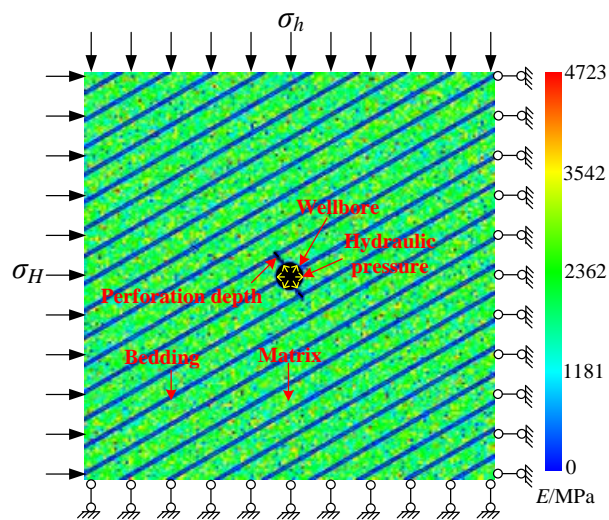 σh
4723
3542
Wellbore
Hydraulic
pressure
σH
2362
Perforation depth
Bedding
Matrix
1181
0
E/MPa